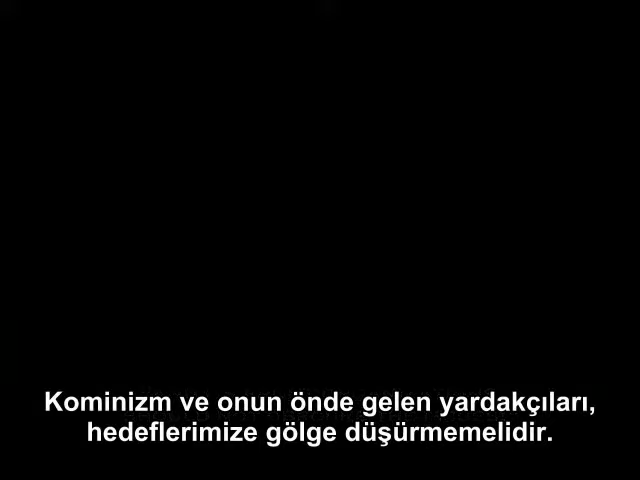 Kominizm ve onun önde gelen yardakçıları,
hedeflerimize gölge düşürmemelidir.